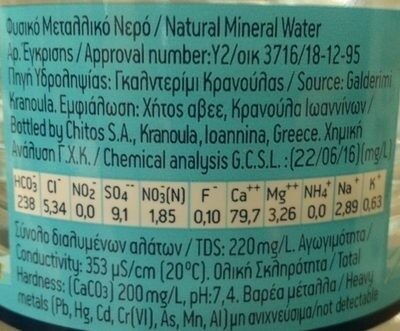 Φυσικό Μεταλλικό Νερό / Natural Mineral Water
Αρ. Έγκρισης / Approval number:Υ2/οικ 3716/18-12-95
Πηγή Υδροληψίας: Γκαλντερίμι Κρανούλας / Source: Galderimi
Kranoula. Εμφιάλωση: Χήτος αβεε, Κρανούλα Ιωαννίνων /
Bottled by Chitos S.A., Kranoula, Ioannina, Greece. Χημική
Ανάλυση Γ.Χ.Κ. / Chemical analysis G.C.S.L.:(22/06/16)(mg/L)
HCO3- Cl- NO2- SO4-- NO3(N) F- Ca++ Mg++ NH4+ Na+ K+
238 5,34 0,0 9,1 1,85 0,10 79,7 3,26 0,0 2,89 0,63
Σύνολο διαλυμένων αλάτων / TDS: 220mg/L. Αγωγιμότητα/
Conductivity: 353 μS/cm (20°C). Ολική Σκληρότητα / Total
Hardness: (CaCO3) 200mg/L, pH:7,4. Βαρέα μέταλλα / Heavy
metals (Pb, Hg, Cd, Cr(VI), As, Mn, Al) μη ανιχνεύσιμα/not detectable